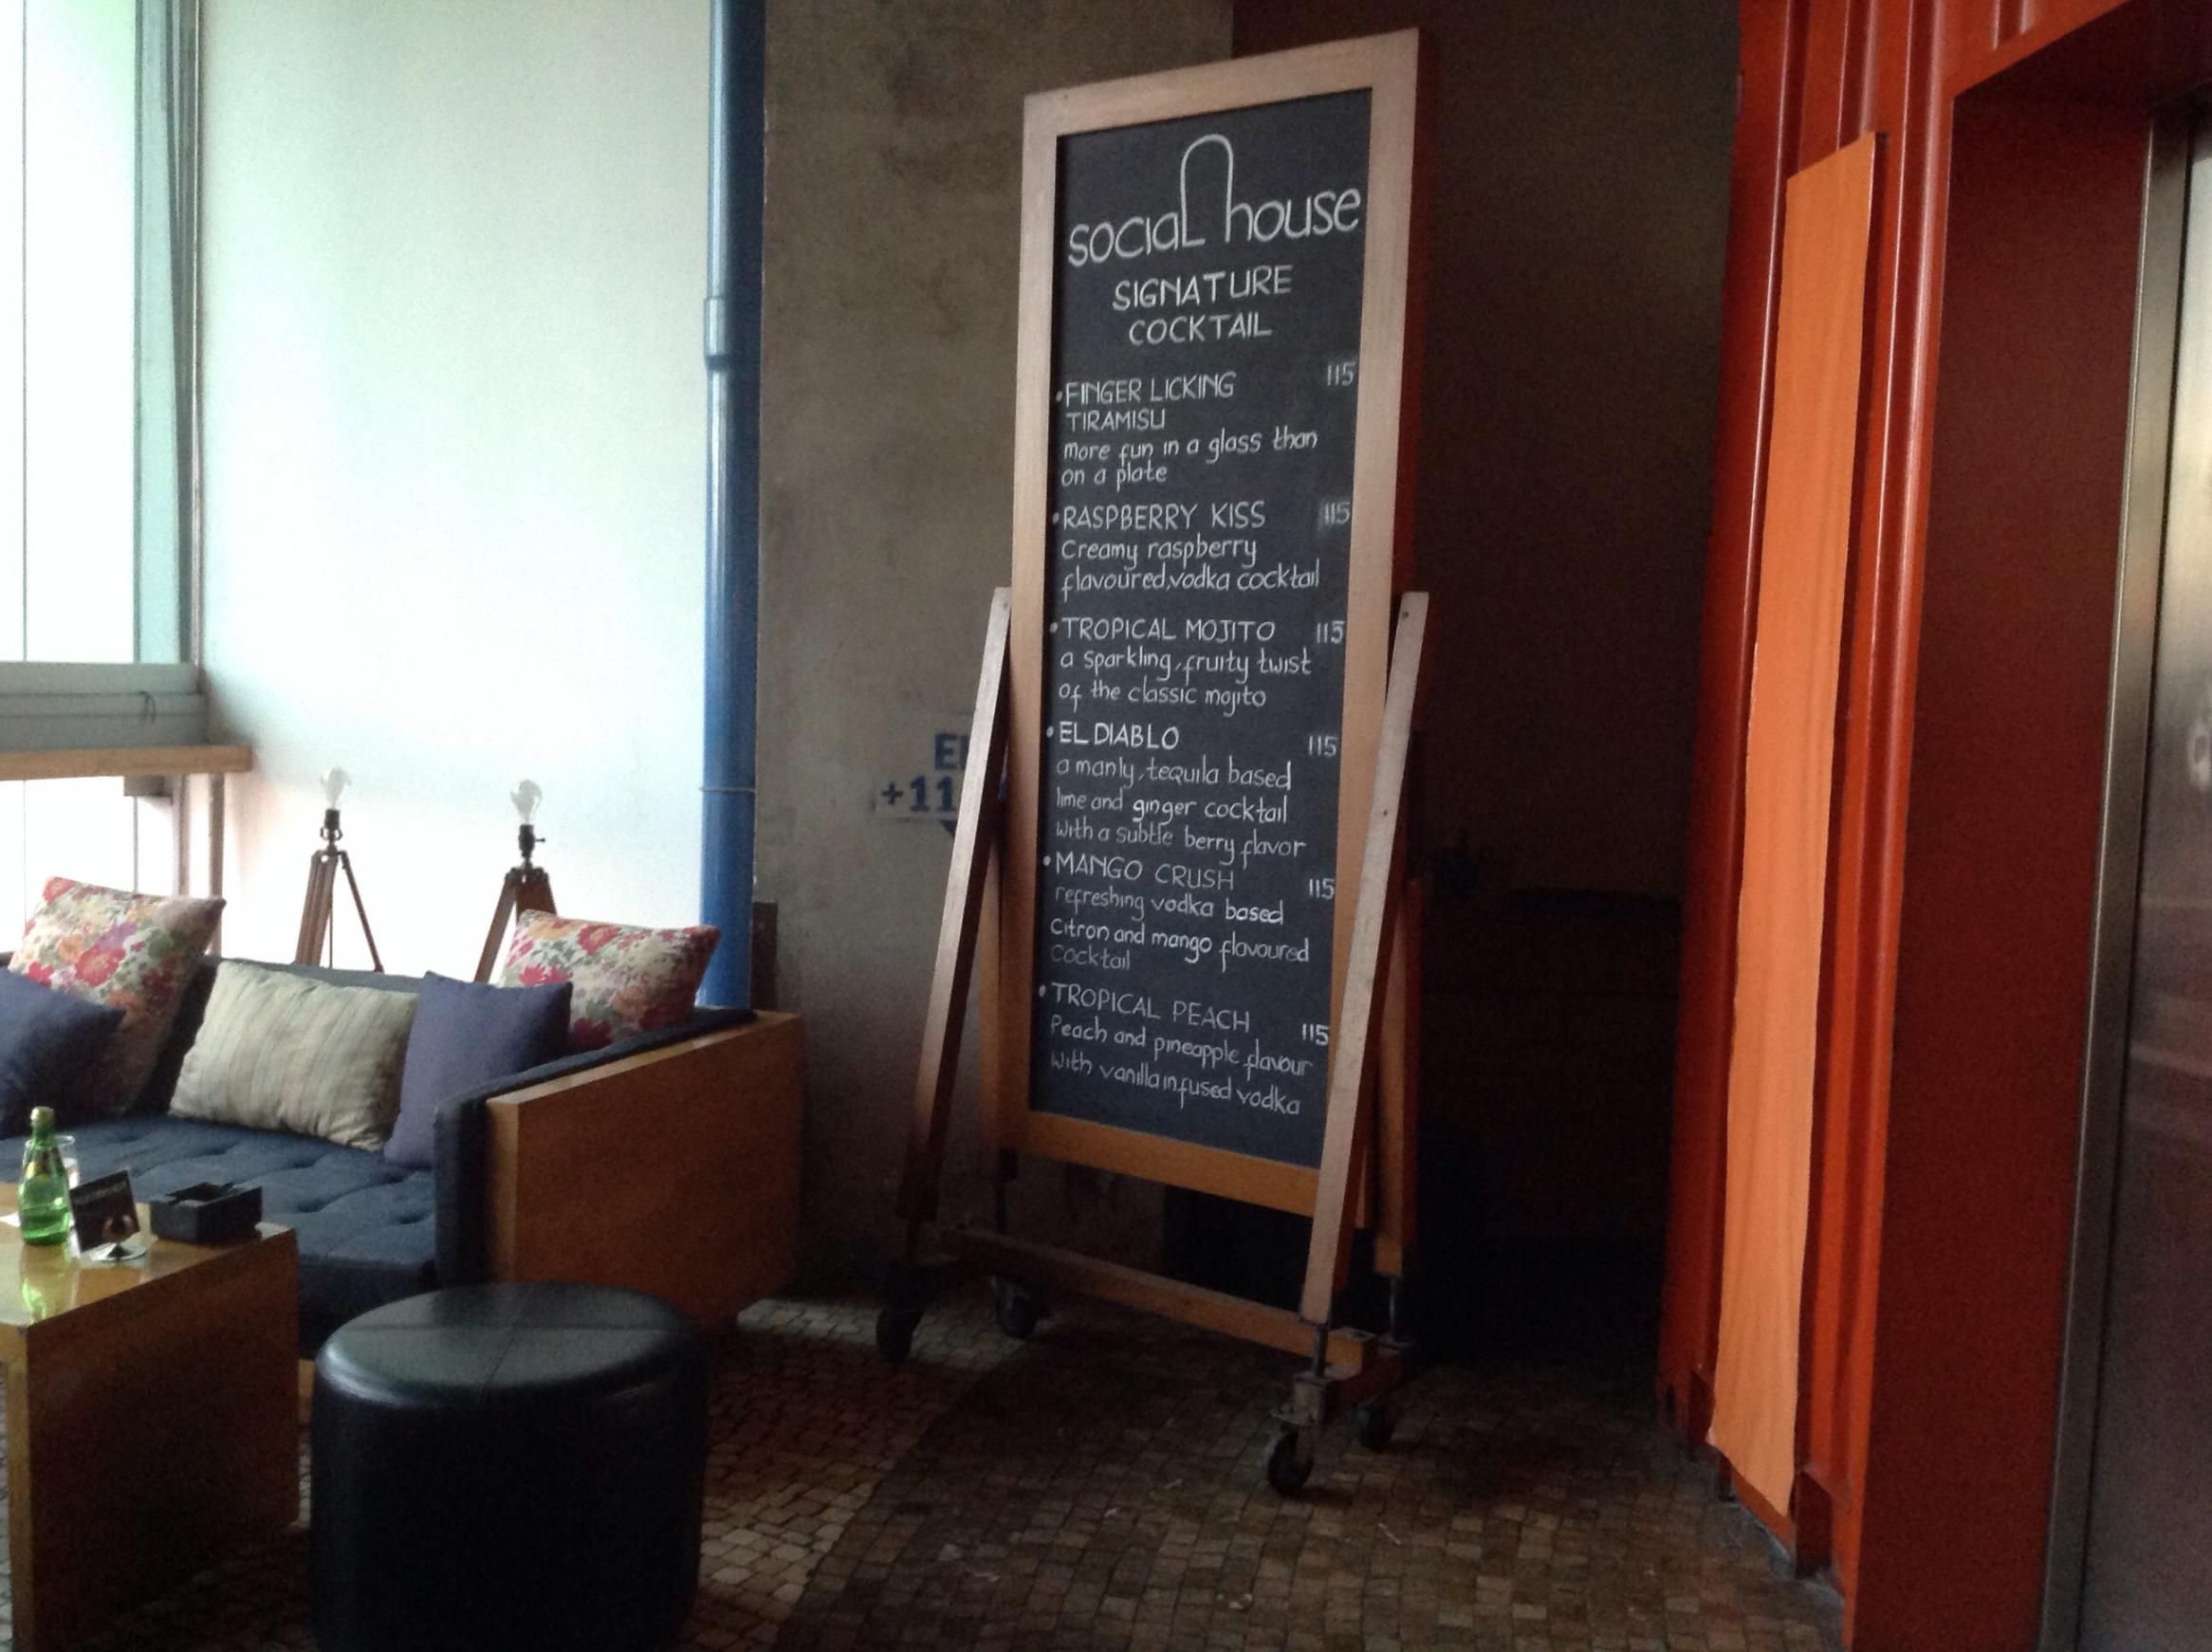 social house
SIGNATURE
COCKTAIL
• FINGER LICKING 115
TIRAMISU
more fun in a glass than
on a plate
• RASPBERRY KISS 115
Creamy raspberry
flavoured, vodka cocktail
• TROPICAL MOJITO 115
a sparkling, fruity twist
of the classic mojito
• EL DIABLO 115
a manly, tequila based
lime and ginger cocktail
with a subtle berry flavor
• MANGO CRUSH 115
refreshing vodka based
Citron and mango flavoured
Cocktail
• TROPICAL PEACH 115
Peach and pineapple flavour
With vanilla infused vodka
+11